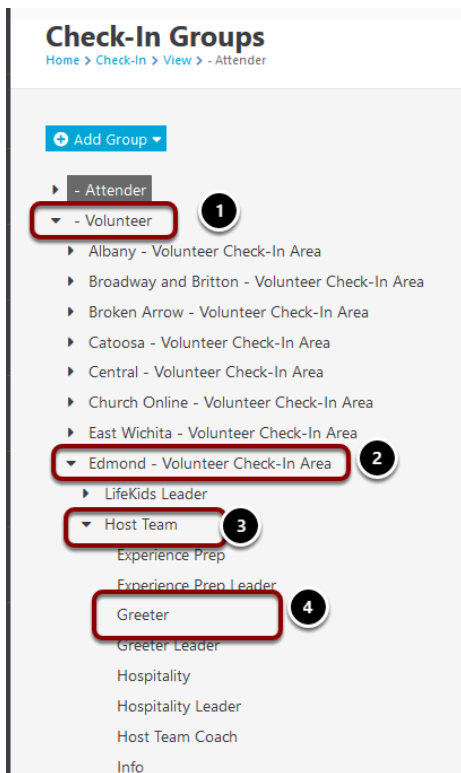 Check-In Groups
Home > Check-In > View > - Attender
Add Group
- Attender
- Volunteer
1
Albany - Volunteer Check-In Area
Broadway and Britton - Volunteer Check-In Area
Broken Arrow - Volunteer Check-In Area
Catoosa - Volunteer Check-In Area
Central - Volunteer Check-In Area
Church Online - Volunteer Check-In Area
East Wichita - Volunteer Check-In Area
Edmond - Volunteer Check-In Area
2
LifeKids Leader
Host Team
3
Experience Prep
Experience Prep Leader
Greeter
4
Greeter Leader
Hospitality
Hospitality Leader
Host Team Coach
Info